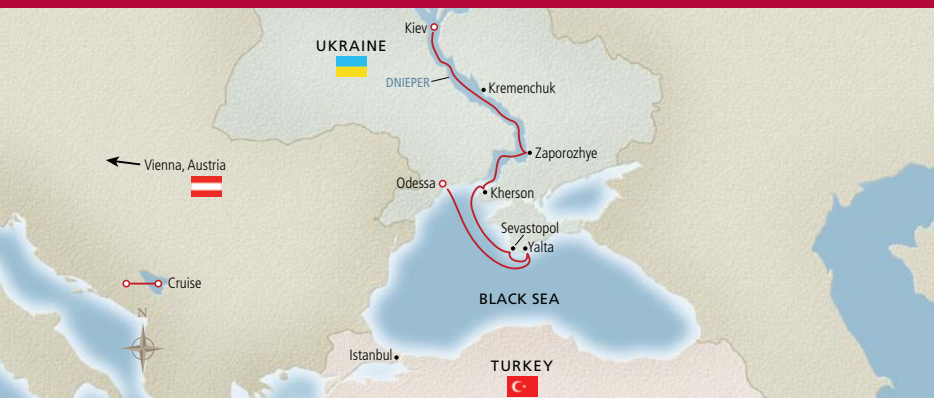 Kiev
UKRAINE
DNIEPER
Kremenchuk
Zaporozhye
Vienna, Austria
Odessa
Kherson
Sevastopol
Yalta
Cruise
BLACK SEA
N
Istanbul
TURKEY